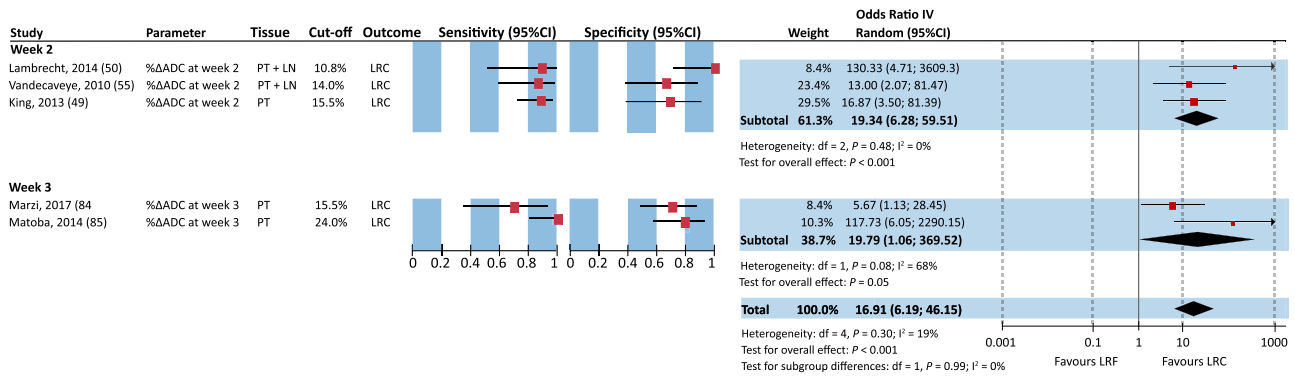 Odds Ratio IV
Study Parameter Tissue Cut-off Outcome Sensitivity (95%CI) Specificity (95%CI) Weight Random (95%CI)
Week 2
Lambrecht, 2014 (50) %ΔADC at week 2 PT + LN 10.8% LRC 8.4% 130.33 (4.71; 3609.3)
Vandecaveye, 2010 (55) %ΔADC at week 2 PT + LN 14.0% LRC 23.4% 13.00 (2.07; 81.47)
King, 2013 (49) %ΔADC at week 2 PT 15.5% LRC 29.5% 16.87 (3.50; 81.39)
Subtotal 61.3% 19.34 (6.28; 59.51)
Heterogeneity: df = 2, P = 0.48; I² = 0%
Test for overall effect: P < 0.001
Week 3
Marzi, 2017 (84 %ΔADC at week 3 PT 15.5% LRC 8.4% 5.67 (1.13; 28.45)
Matoba, 2014 (85) %ΔADC at week 3 PT 24.0% LRC 10.3% 117.73 (6.05; 2290.15)
Subtotal 38.7% 19.79 (1.06; 369.52)
0 0.2 0.4 0.6 0.8 1 0 0.2 0.4 0.6 0.8 1
Heterogeneity: df = 1, P = 0.08; I² = 68%
Test for overall effect: P = 0.05
Total 100.0% 16.91 (6.19; 46.15)
Heterogeneity: df = 4, P = 0.30; I² = 19%
0.001 0.1 1 10 1000
Test for overall effect: P < 0.001
Favours LRF Favours LRC
Test for subgroup differences: df = 1, P = 0.99; I² = 0%